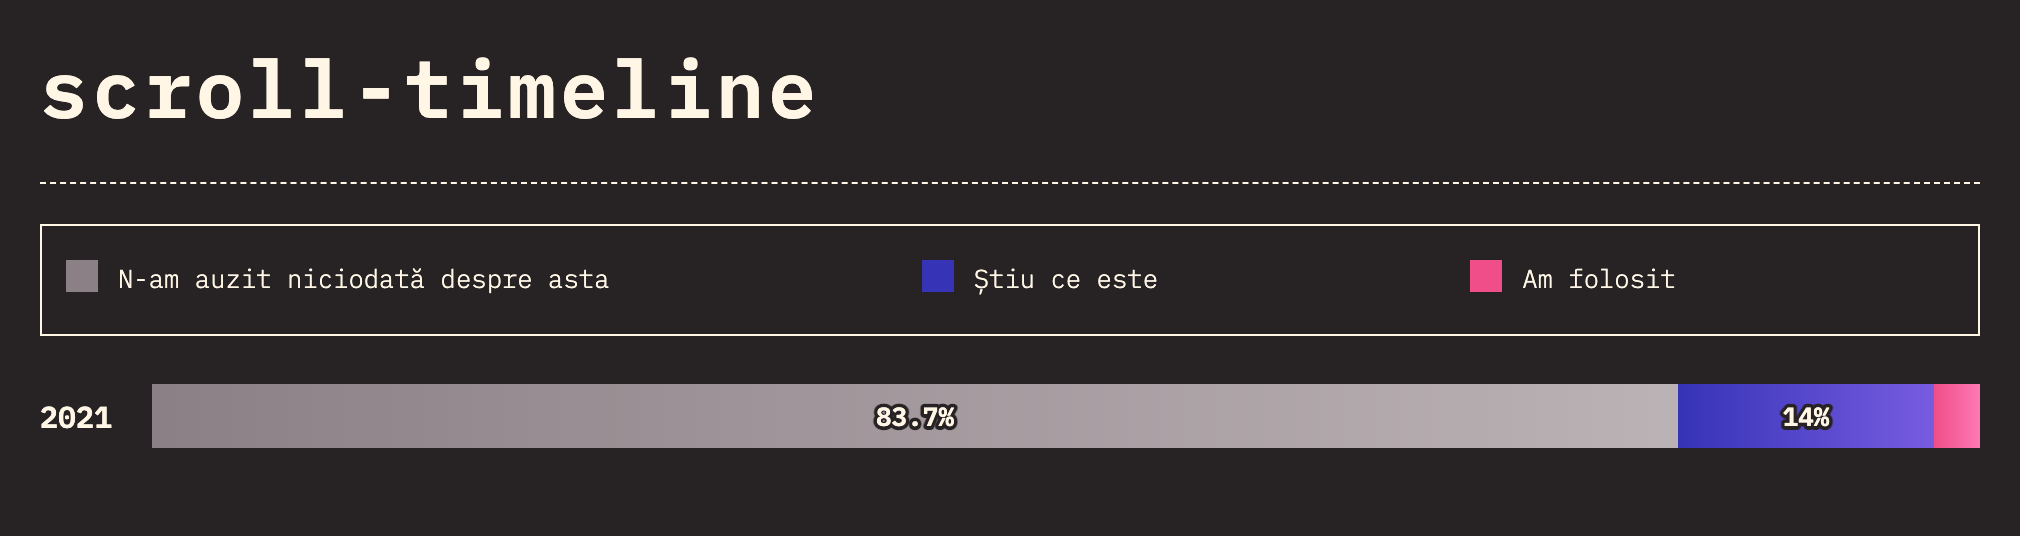 scroll-timeline
N-am auzit niciodată despre asta
Știu ce este
Am folosit
2021
83.7%
14%